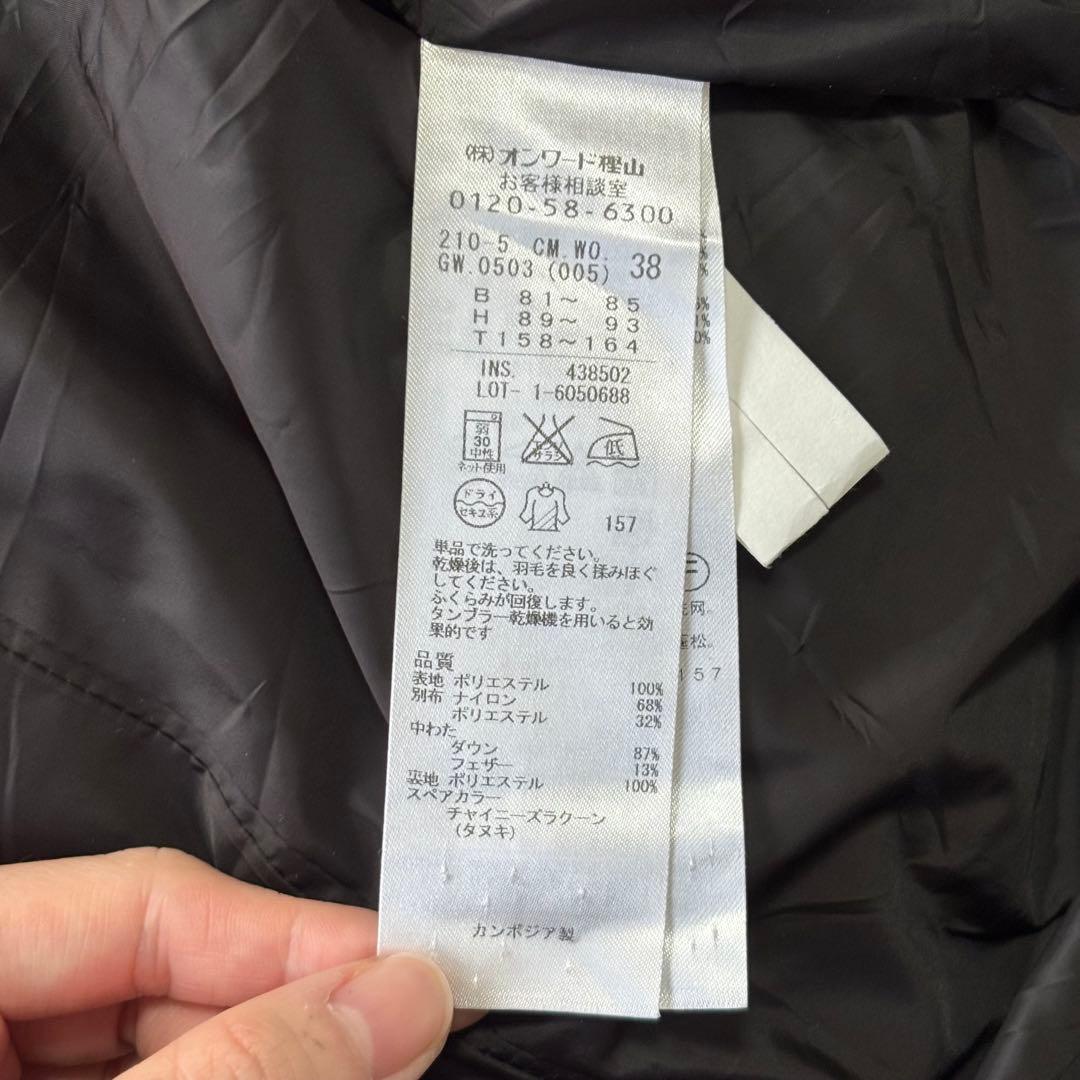 (株)オンワード樫山
お客様相談室
0120-58-6300
210-5 CM.WO. 38
GW.0503 (005)
B 81～ 85
H 89～ 93
T158～164
INS. 438502
LOT- 1-6050688
弱
30
中性
ネット使用
エンソ
サラシ
低
ドライ
セキユ系
157
単品で洗ってください。
乾燥後は、羽毛を良く揉みほぐ
してください。
ふくらみが回復します。
タンブラー乾燥機を用いると効
果的です
品質
表地 ポリエステル 100%
別布 ナイロン 68%
ポリエステル 32%
中わた
ダウン 87%
フェザー 13%
裏地 ポリエステル 100%
スペアカラー
チャイニーズラクーン
(タヌキ)
カンボジア製
网。
松。
157